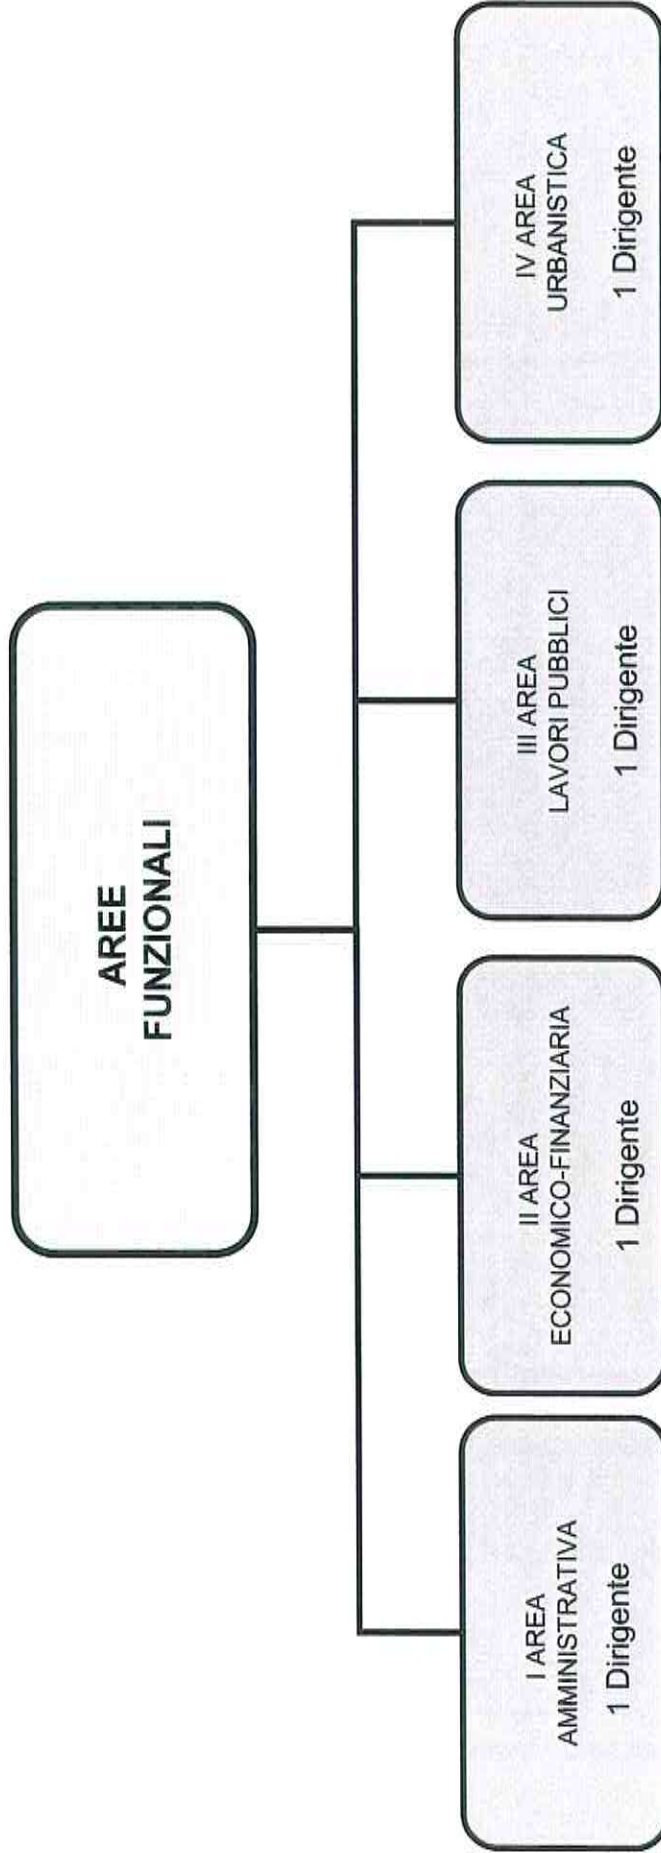 AREE
FUNZIONALI
I AREA
AMMINISTRATIVA
1 Dirigente
II AREA
ECONOMICO-FINANZIARIA
1 Dirigente
III AREA
LAVORI PUBBLICI
1 Dirigente
IV AREA
URBANISTICA
1 Dirigente